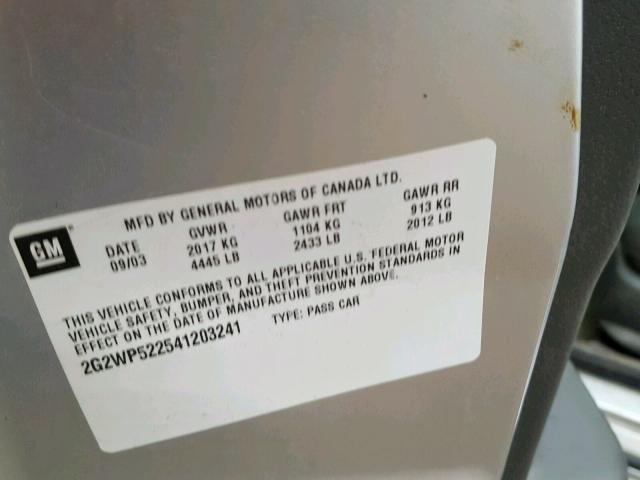 GM
MFD BY GENERAL MOTORS OF CANADA LTD.
DATE GVWR GAWR FRT GAWR RR
09/03 2017 KG 1104 KG 913 KG
4445 LB 2433 LB 2012 LB
THIS VEHICLE CONFORMS TO ALL APPLICABLE U.S. FEDERAL MOTOR
VEHICLE SAFETY, BUMPER, AND THEFT PREVENTION STANDARDS IN
EFFECT ON THE DATE OF MANUFACTURE SHOWN ABOVE.
2G2WP522541203241 TYPE: PASS CAR